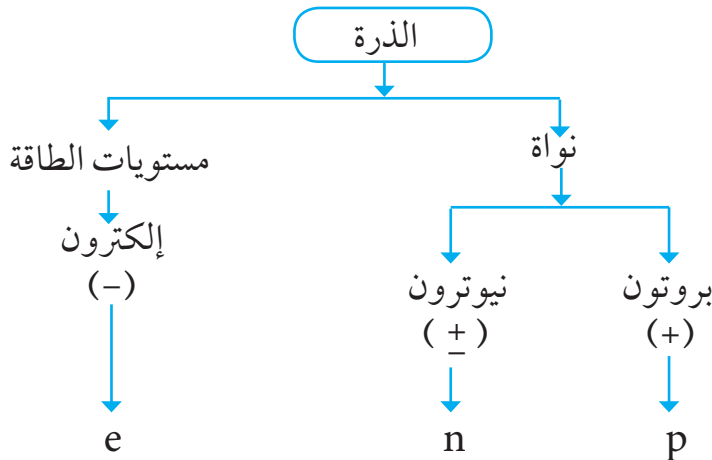 الذرة
نواة
مستويات الطاقة
بروتون
(+)
نيوترون
(±)
إلكترون
(−)
p
n
e